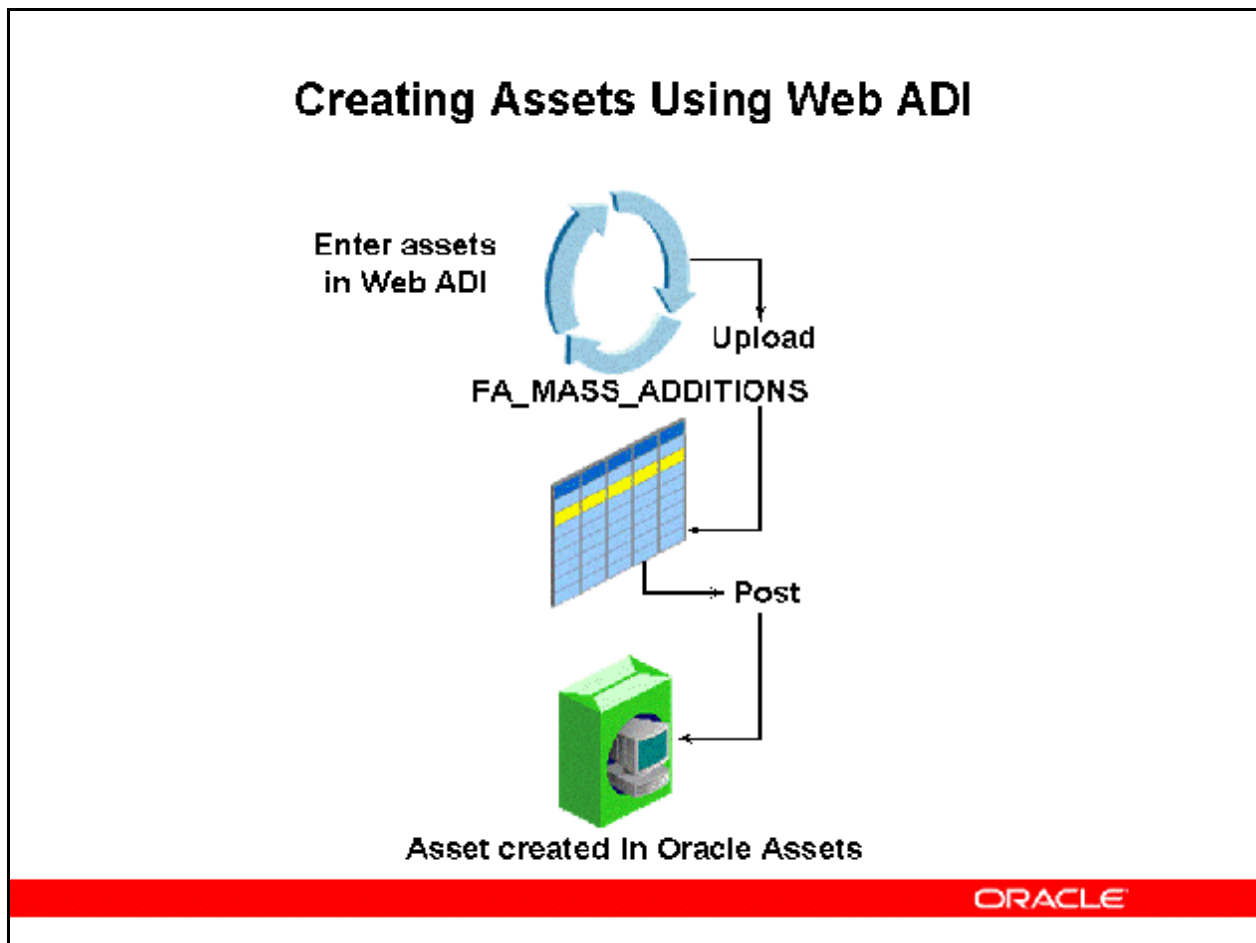 Creating Assets Using Web ADI
Enter assets
in Web ADI
Upload
FA_MASS_ADDITIONS
Post
Asset created in Oracle Assets
ORACLE